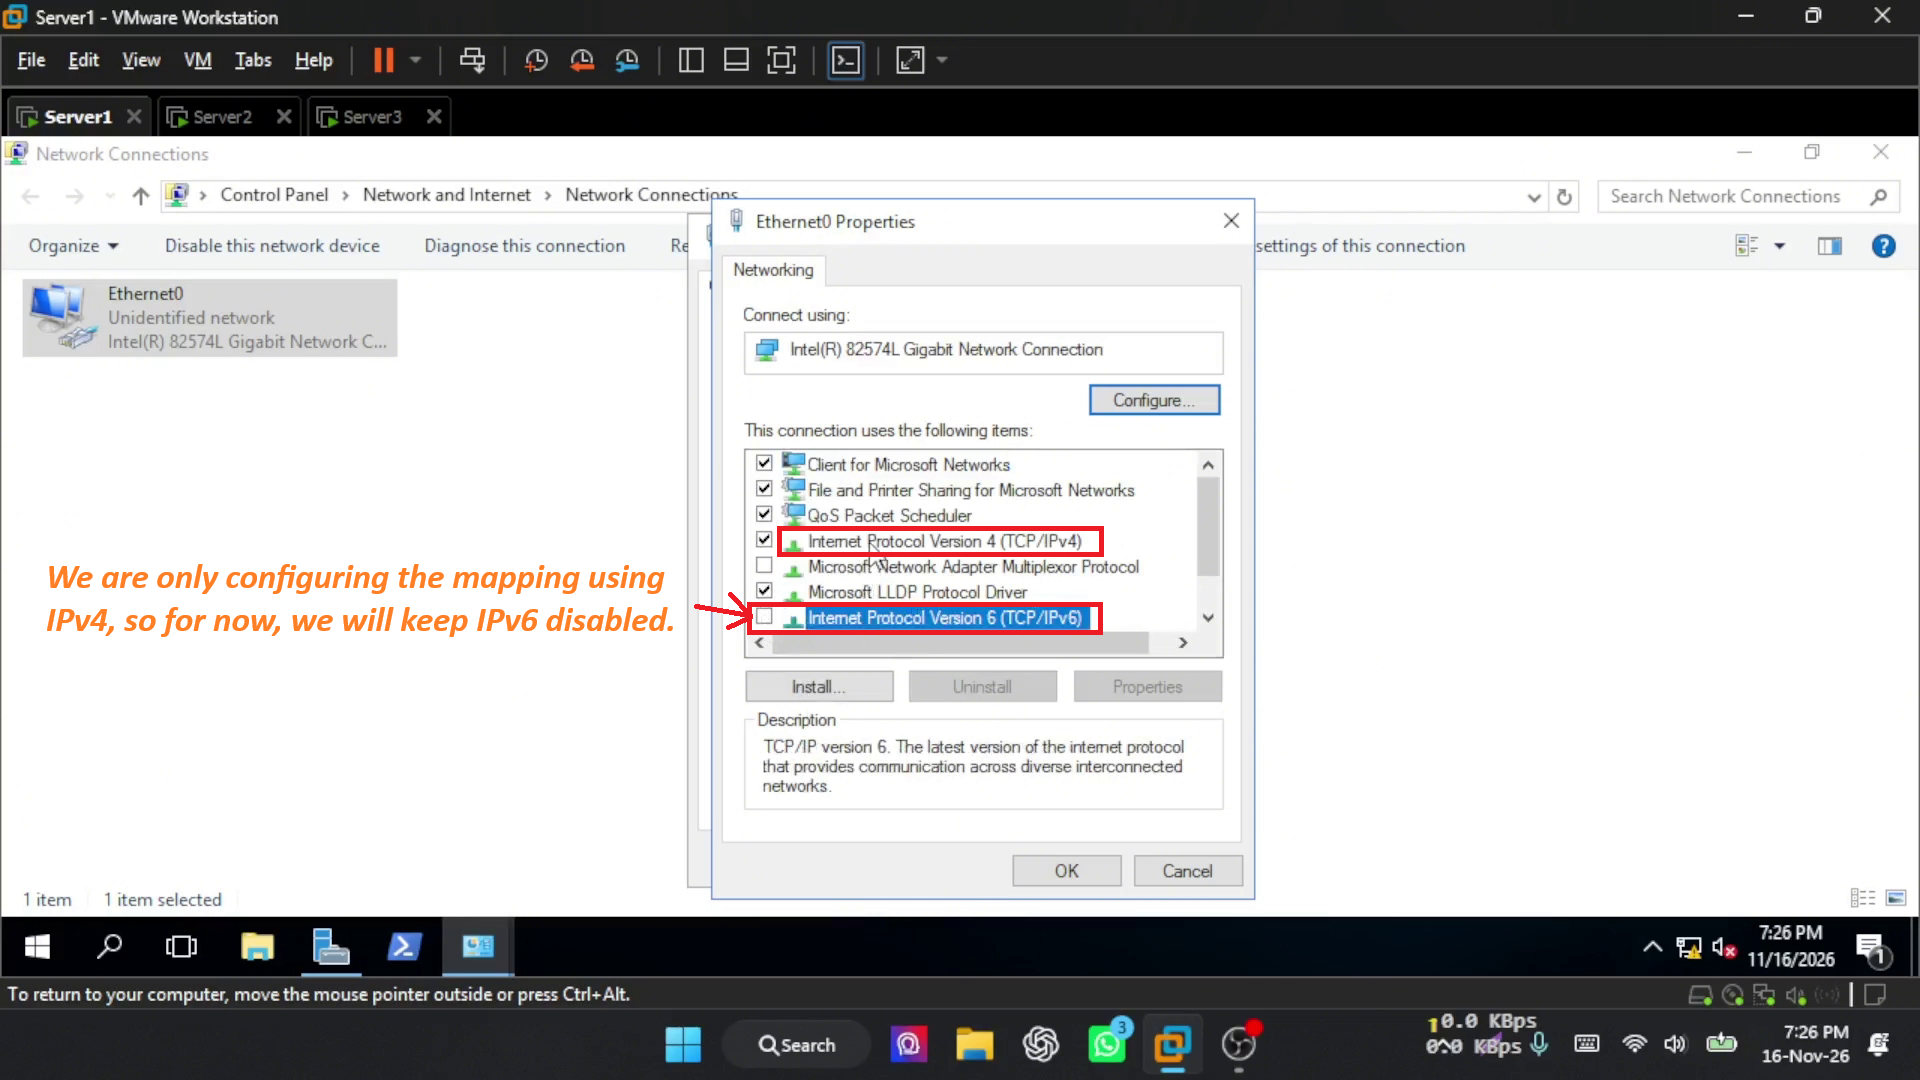 Server1 - VMware Workstation
File Edit View VM Tabs Help
Server1 Server2 Server3
Network Connections
Control Panel > Network and Internet > Network Connections
Search Network Connections
Organize Disable this network device Diagnose this connection Re settings of this connection
Ethernet0
Unidentified network
Intel(R) 82574L Gigabit Network C...
Ethernet0 Properties
Networking
Connect using:
Intel(R) 82574L Gigabit Network Connection
Configure...
This connection uses the following items:
Client for Microsoft Networks
File and Printer Sharing for Microsoft Networks
QoS Packet Scheduler
Internet Protocol Version 4 (TCP/IPv4)
Microsoft Network Adapter Multiplexor Protocol
Microsoft LLDP Protocol Driver
Internet Protocol Version 6 (TCP/IPv6)
We are only configuring the mapping using
IPv4, so for now, we will keep IPv6 disabled.
Install... Uninstall Properties
Description
TCP/IP version 6. The latest version of the internet protocol
that provides communication across diverse interconnected
networks.
OK Cancel
1 item 1 item selected
7:26 PM
11/16/2026
1
To return to your computer, move the mouse pointer outside or press Ctrl+Alt.
Search
3
0.0 KBps
0.0 KBps
7:26 PM
16-Nov-26